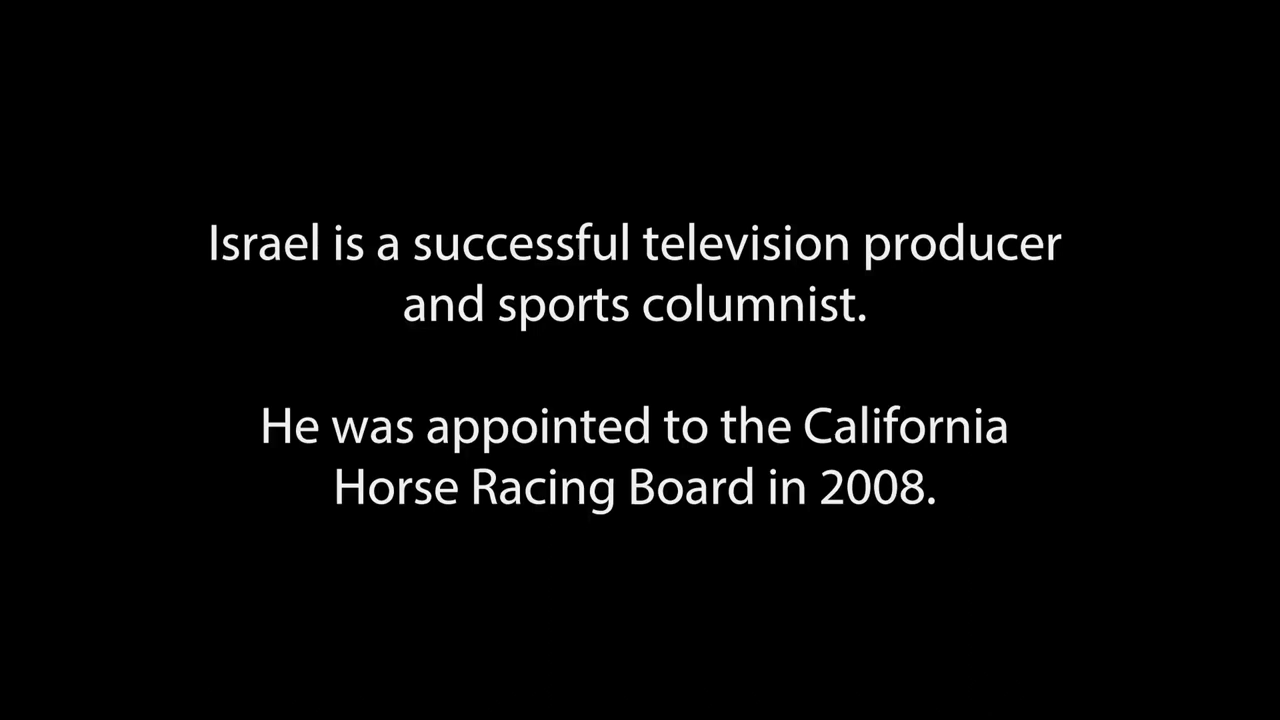 Israel is a successful television producer
and sports columnist.
He was appointed to the California
Horse Racing Board in 2008.